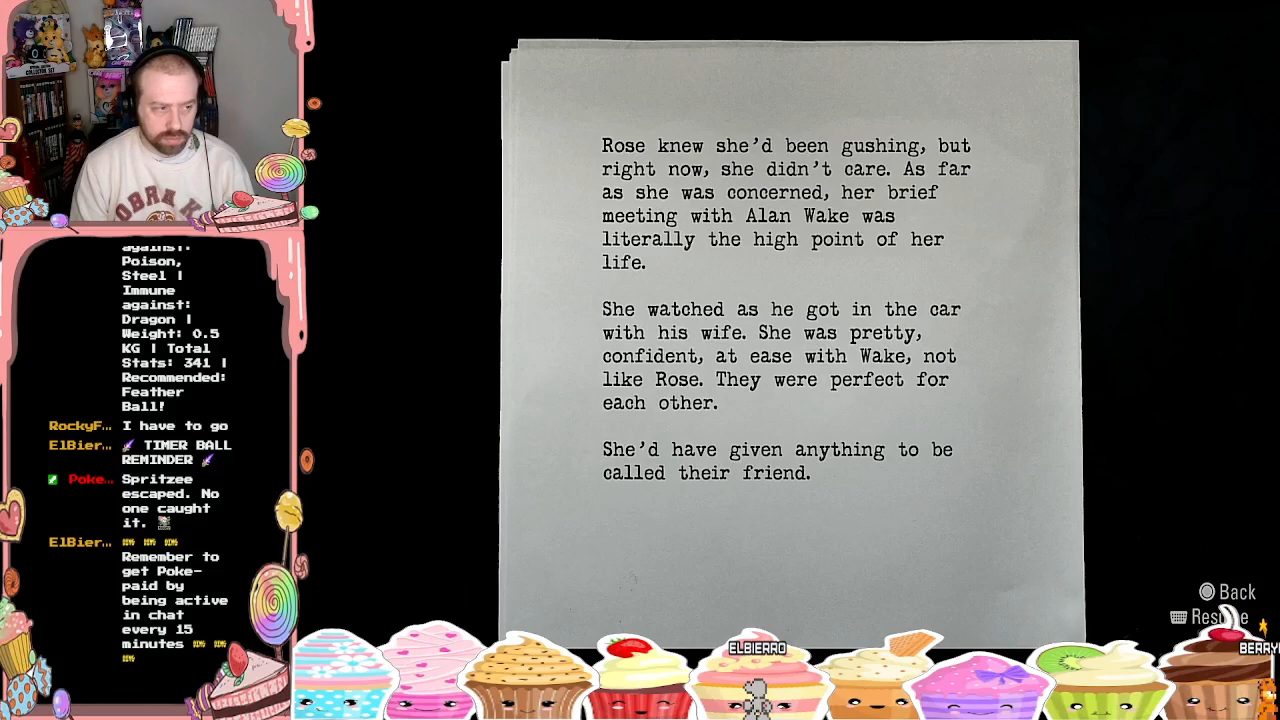 Rose knew she'd been gushing, but
right now, she didn't care. As far
as she was concerned, her brief
meeting with Alan Wake was
literally the high point of her
life.
She watched as he got in the car
with his wife. She was pretty,
confident, at ease with Wake, not
like Rose. They were perfect for
each other.
She'd have given anything to be
called their friend.
Back
ELBIERRO
against:
Poison,
Steel |
Immune
against:
Dragon |
Weight: 0.5
KG | Total
Stats: 341 |
Recommended:
Feather
Ball!
RockyF... I have to go
ElBier... TIMER BALL
REMINDER
Poke... Spritzee
escaped. No
one caught
it.
ElBier...
Remember to
get Poke-
paid by
being active
in chat
every 15
minutes